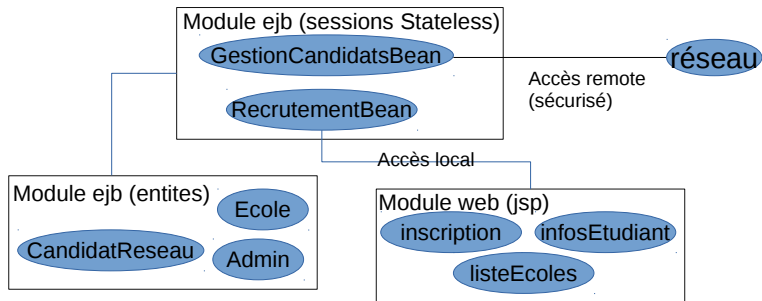 Module ejb (sessions Stateless)
GestionCandidatsBean
réseau
Accès remote
(sécurisé)
RecrutementBean
Accès local
Module ejb (entites)
Ecole
CandidatReseau
Admin
Module web (jsp)
inscription
infosEtudiant
listeEcoles